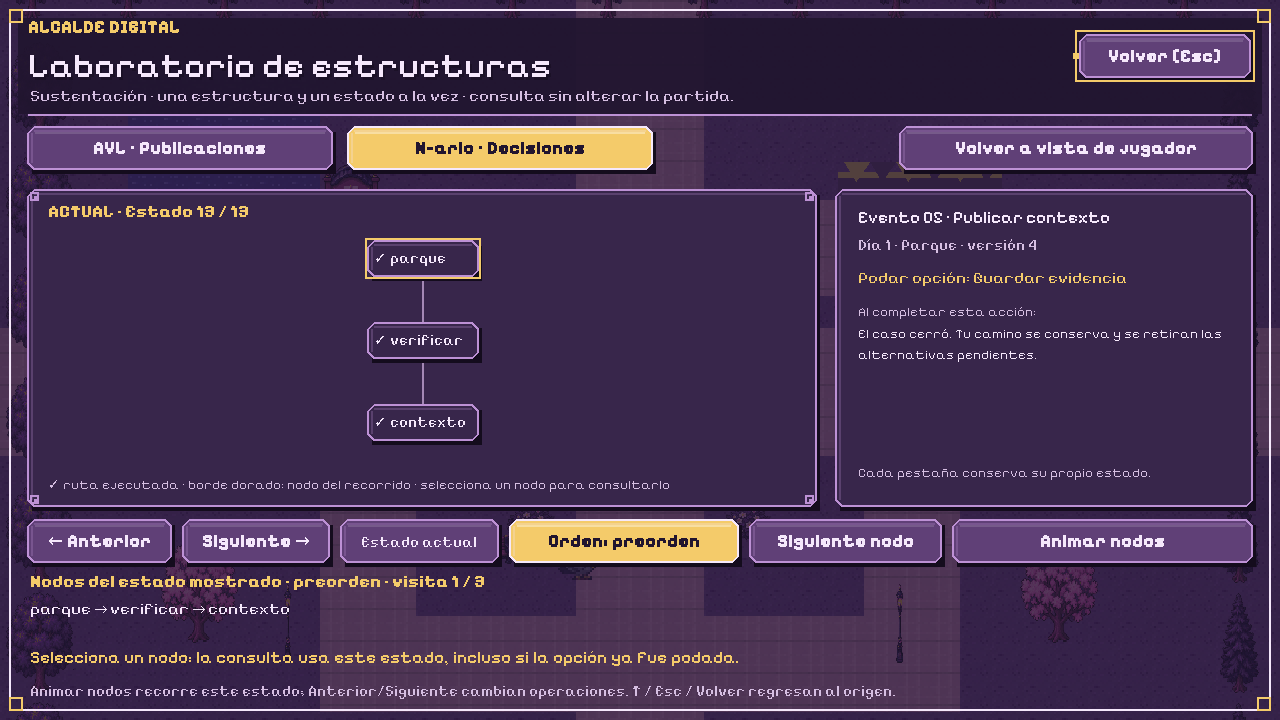 ALCALDE DIGITAL
Laboratorio de estructuras
Volver (Esc)
Sustentación · una estructura y un estado a la vez · consulta sin alterar la partida.
AVL · Publicaciones
N-ario · Decisiones
Volver a vista de jugador
ACTUAL · Estado 13 / 13
✓ parque
✓ verificar
✓ contexto
✓ ruta ejecutada · borde dorado: nodo del recorrido · selecciona un nodo para consultarlo
Evento 08 · Publicar contexto
Día 1 · Parque · versión 4
Podar opción: Guardar evidencia
Al completar esta acción:
El caso cerró. Tu camino se conserva y se retiran las
alternativas pendientes.
Cada pestaña conserva su propio estado.
← Anterior
Siguiente →
Estado actual
Orden: preorden
Siguiente nodo
Animar nodos
Nodos del estado mostrado · preorden · visita 1 / 3
parque → verificar → contexto
Selecciona un nodo: la consulta usa este estado, incluso si la opción ya fue podada.
Animar nodos recorre este estado; Anterior/Siguiente cambian operaciones. ↑ / Esc / Volver regresan al origen.